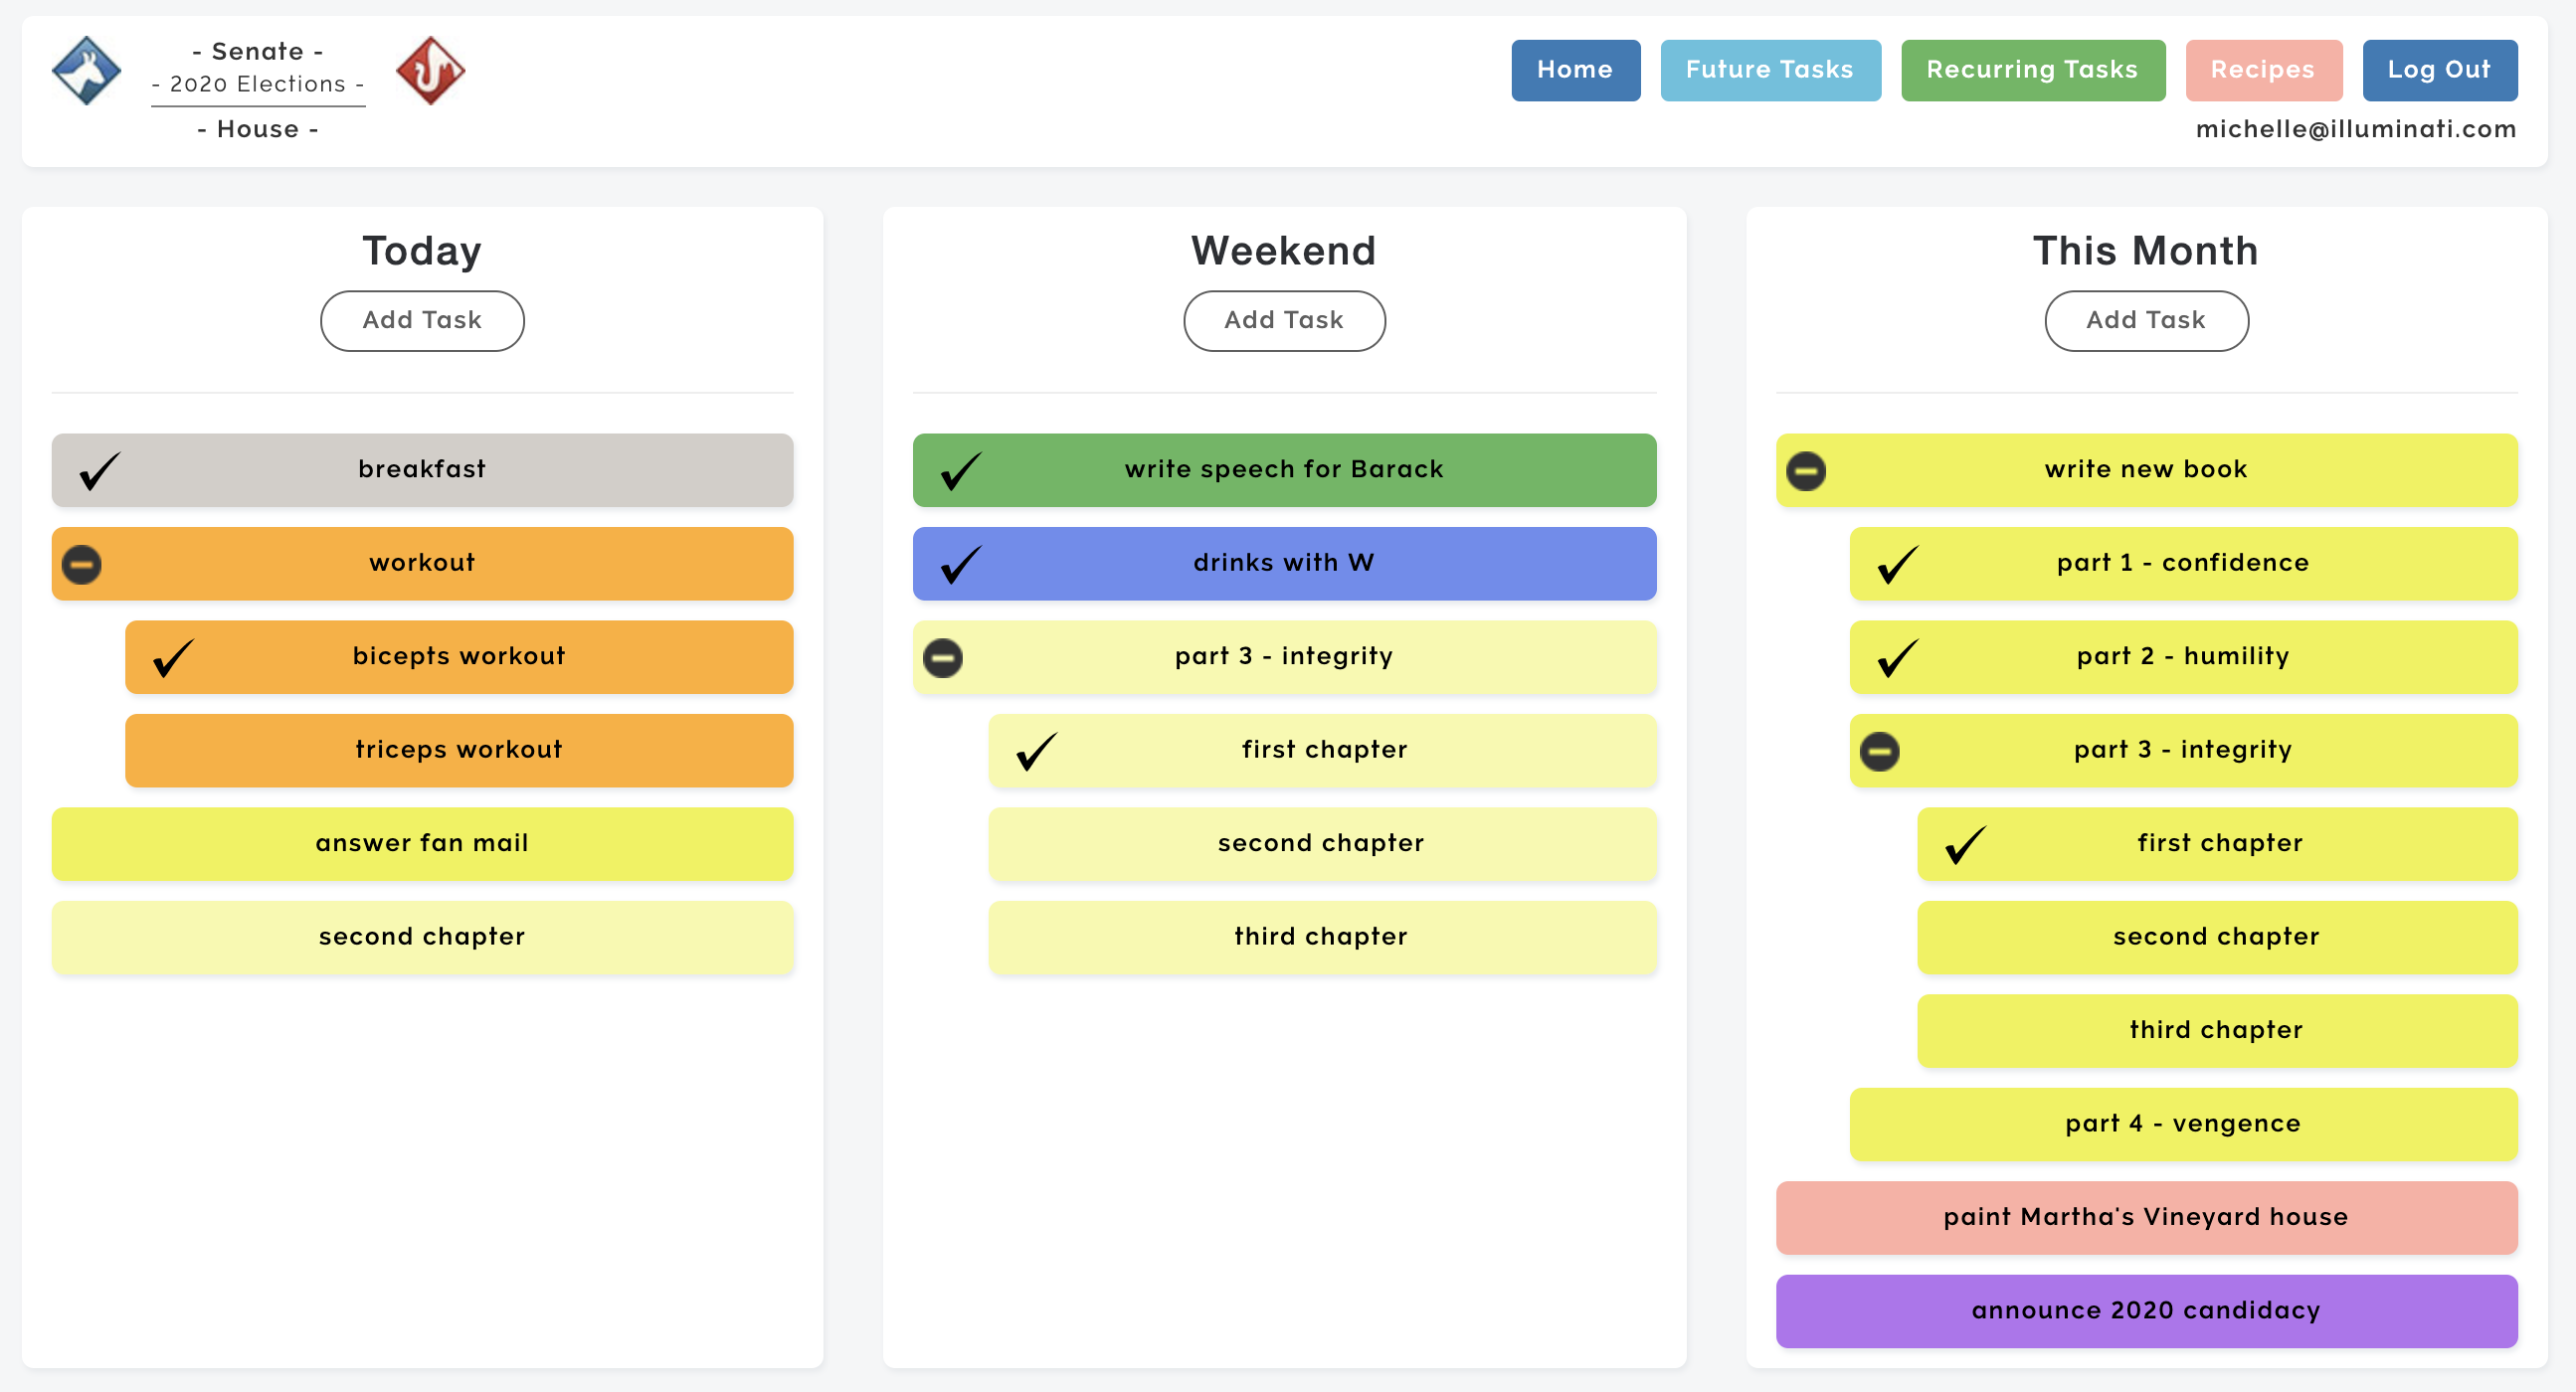 - Senate -
- 2020 Elections -
- House -
Home
Future Tasks
Recurring Tasks
Recipes
Log Out
michelle@illuminati.com
Today
Add Task
breakfast
workout
bicepts workout
triceps workout
answer fan mail
second chapter
Weekend
Add Task
write speech for Barack
drinks with W
part 3 - integrity
first chapter
second chapter
third chapter
This Month
Add Task
write new book
part 1 - confidence
part 2 - humility
part 3 - integrity
first chapter
second chapter
third chapter
part 4 - vengence
paint Martha's Vineyard house
announce 2020 candidacy